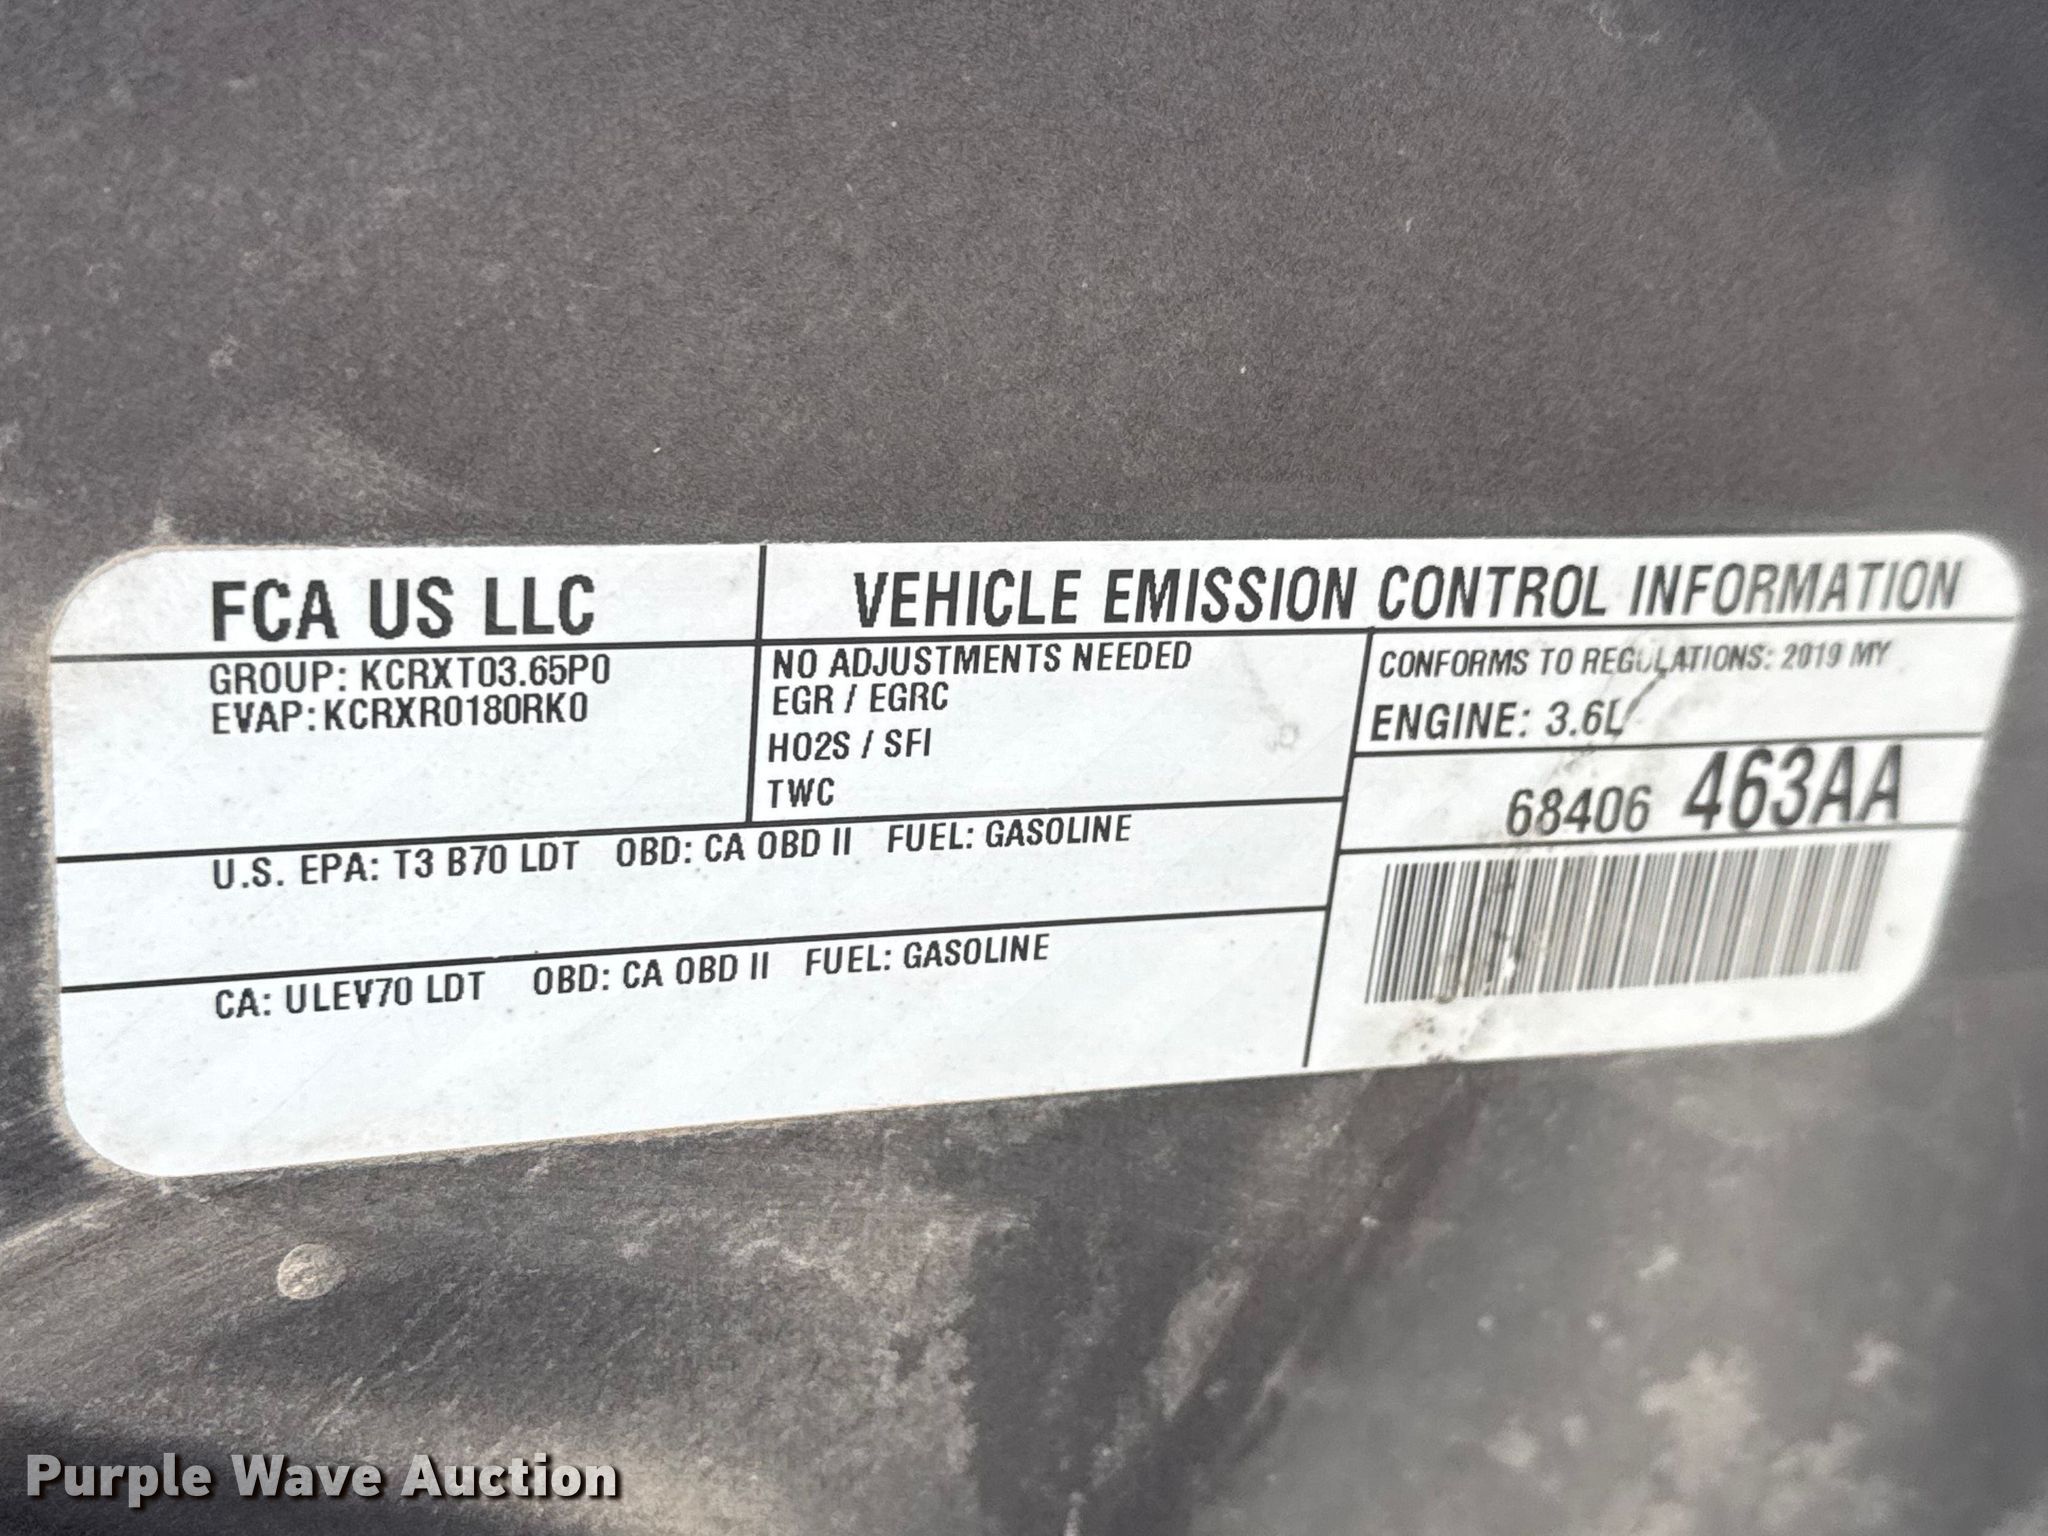 FCA US LLC
VEHICLE EMISSION CONTROL INFORMATION
GROUP: KCRXT03.65P0
EVAP: KCRXR0180RK0
NO ADJUSTMENTS NEEDED
EGR / EGRC
HO2S / SFI
TWC
CONFORMS TO REGULATIONS: 2019 MY
ENGINE: 3.6L
68406 463AA
U.S. EPA: T3 B70 LDT OBD: CA OBD II FUEL: GASOLINE
CA: ULEV70 LDT OBD: CA OBD II FUEL: GASOLINE
Purple Wave Auction